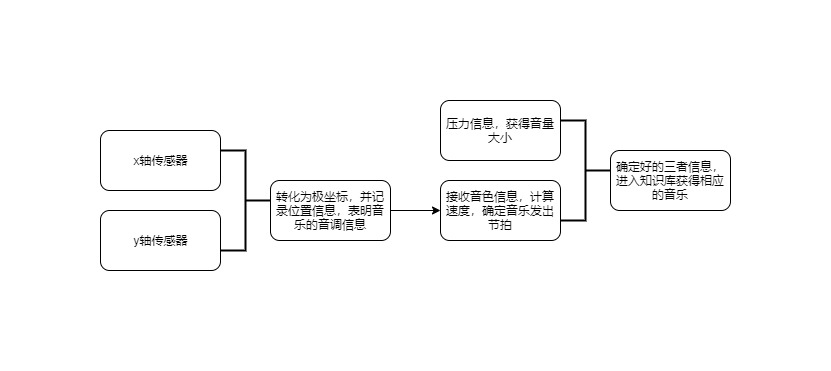 x轴传感器
y轴传感器
转化为极坐标，并记
录位置信息，表明音
乐的音调信息
压力信息，获得音量
大小
接收音色信息，计算
速度，确定音乐发出
节拍
确定好的三者信息，
进入知识库获得相应
的音乐